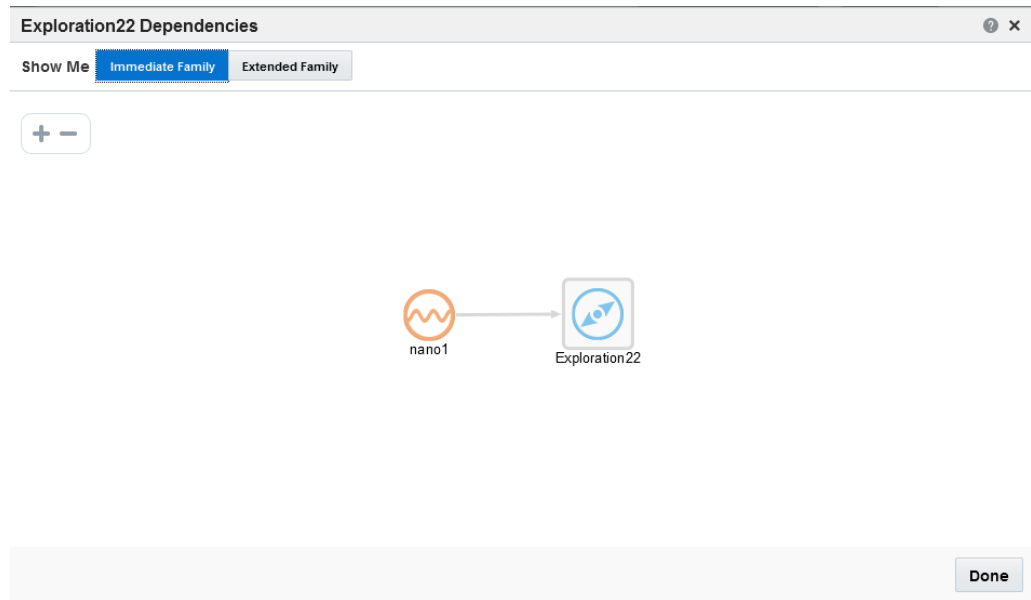 Exploration22 Dependencies
Show Me Immediate Family Extended Family
nano1
Exploration22
Done